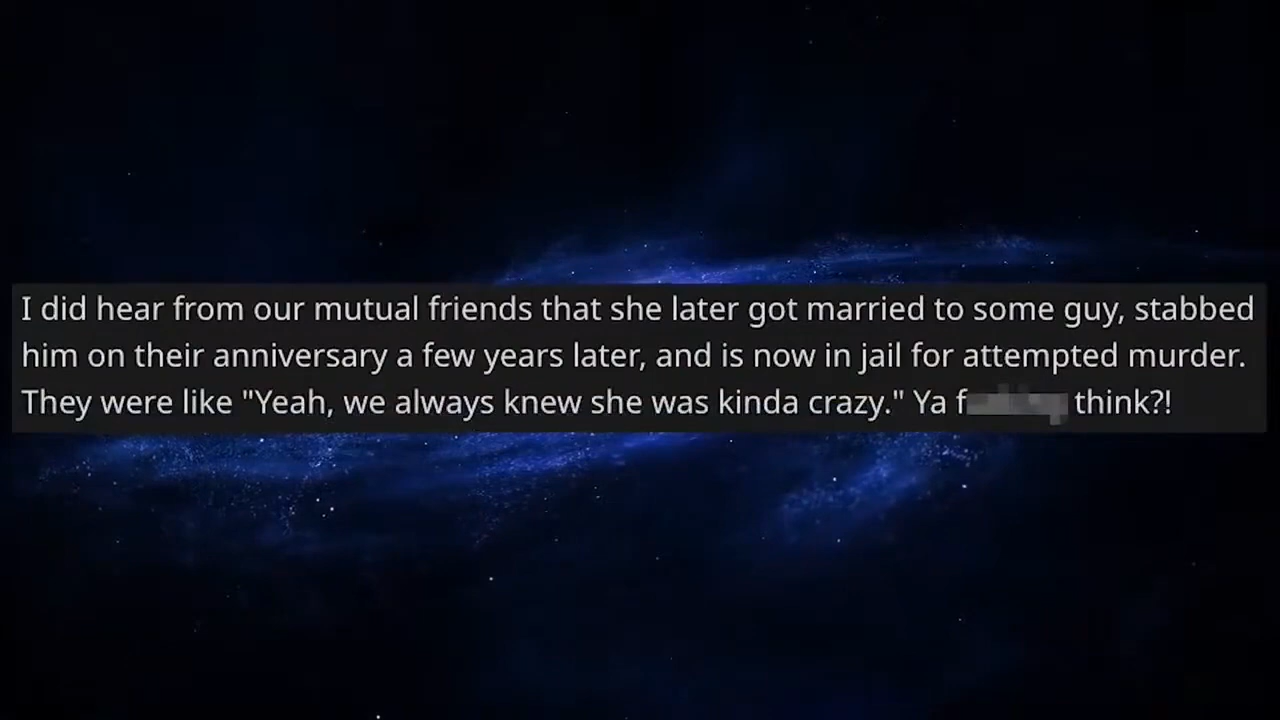 I did hear from our mutual friends that she later got married to some guy, stabbed
him on their anniversary a few years later, and is now in jail for attempted murder.
They were like "Yeah, we always knew she was kinda crazy." Ya think?!